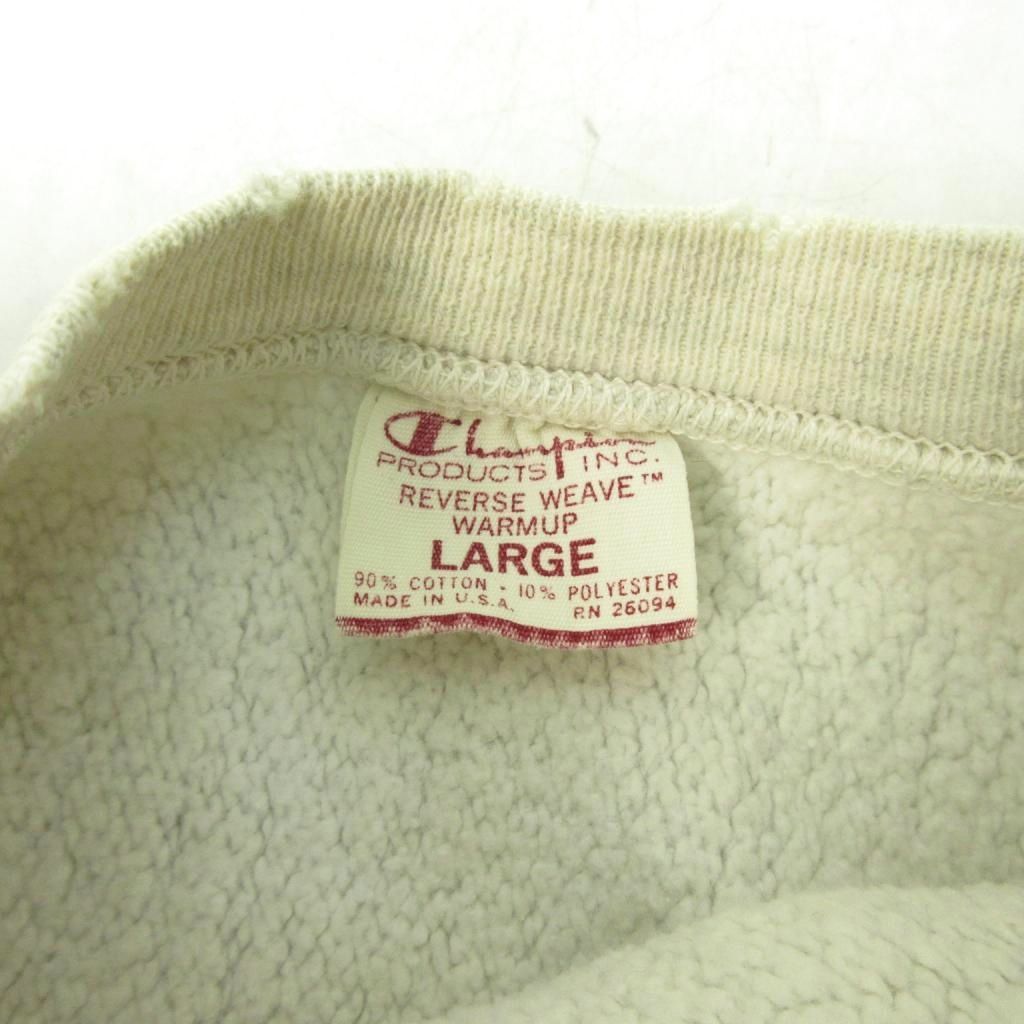 Champion
PRODUCTS INC.
REVERSE WEAVE™
WARMUP
LARGE
90% COTTON - 10% POLYESTER
MADE IN U.S.A. RN 26094